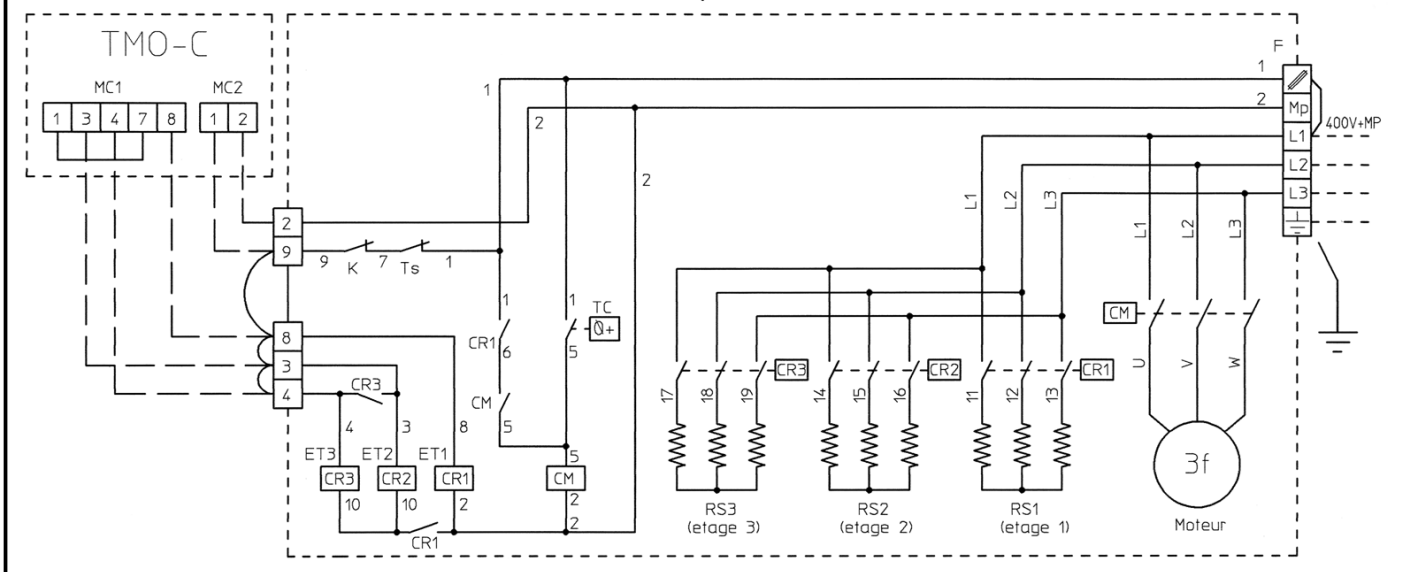 TMO-C
MC1
MC2
1 3 4 7 8
1 2
F
1
1
2
2
Mp
400V+MP
L1
L2
L3
2
2
L1
L2
L3
L1
L2
L3
9
9
K
7
Ts
1
1
1
TC
CM
CR1
6
5
8
3
CR3
4
CM
5
CR3
CR2
CR1
U
V
W
17
18
19
14
15
16
11
12
13
4
3
8
ET3
ET2
ET1
5
CR3
CR2
CR1
CM
3f
10
10
2
2
2
CR1
RS3
(etage 3)
RS2
(etage 2)
RS1
(etage 1)
Moteur